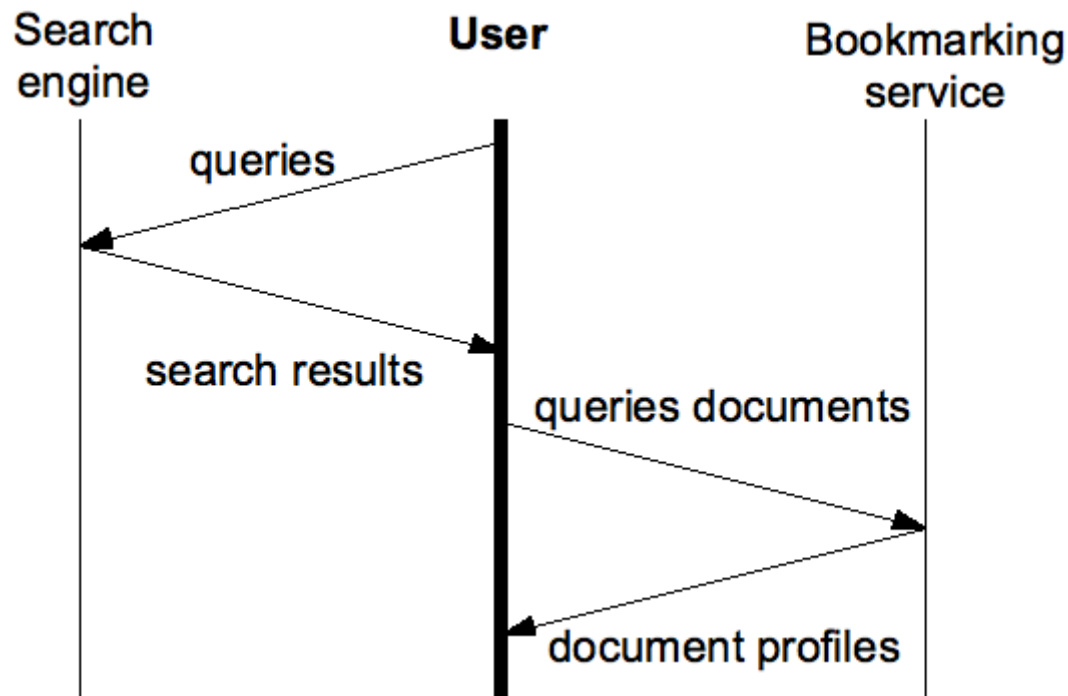 Search
engine
User
Bookmarking
service
queries
search results
queries documents
document profiles